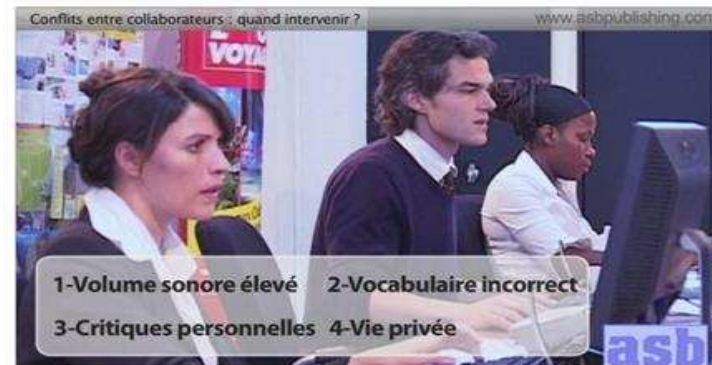 Conflits entre collaborateurs : quand intervenir ? www.asbpublishing.com
VOYA
1-Volume sonore élevé 2-Vocabulaire incorrect
3-Critiques personnelles 4-Vie privée
asb